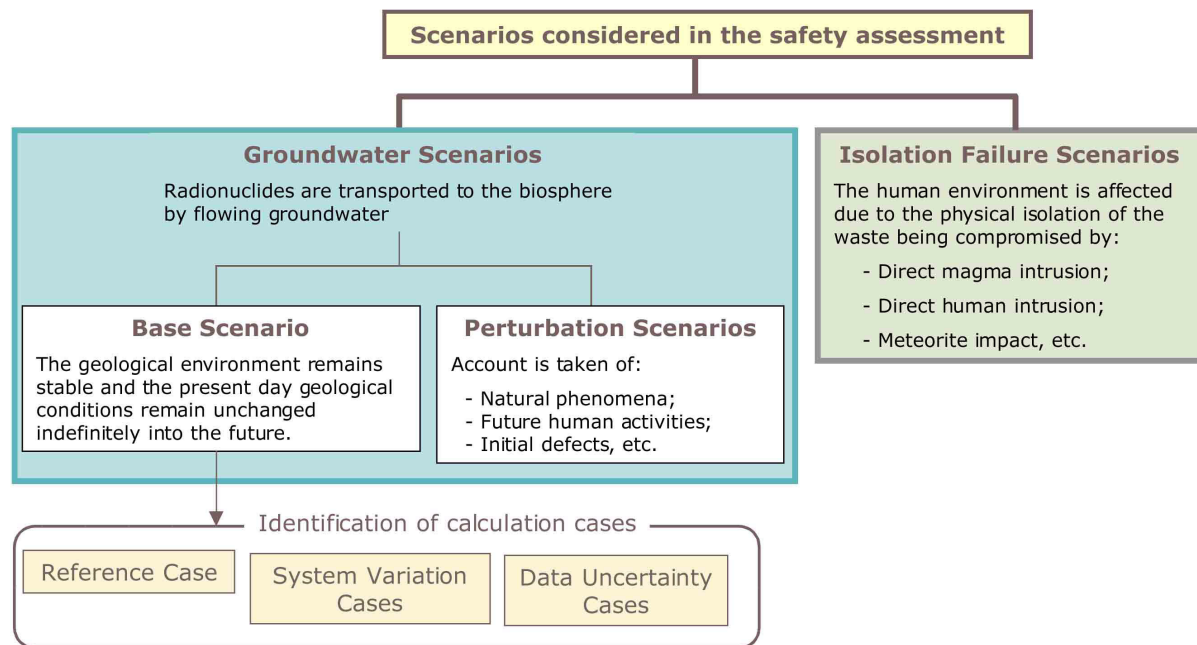 Scenarios considered in the safety assessment
Groundwater Scenarios
Radionuclides are transported to the biosphere
by flowing groundwater
Base Scenario
The geological environment remains
stable and the present day geological
conditions remain unchanged
indefinitely into the future.
Perturbation Scenarios
Account is taken of:
- Natural phenomena;
- Future human activities;
- Initial defects, etc.
Isolation Failure Scenarios
The human environment is affected
due to the physical isolation of the
waste being compromised by:
- Direct magma intrusion;
- Direct human intrusion;
- Meteorite impact, etc.
Identification of calculation cases
Reference Case
System Variation
Cases
Data Uncertainty
Cases